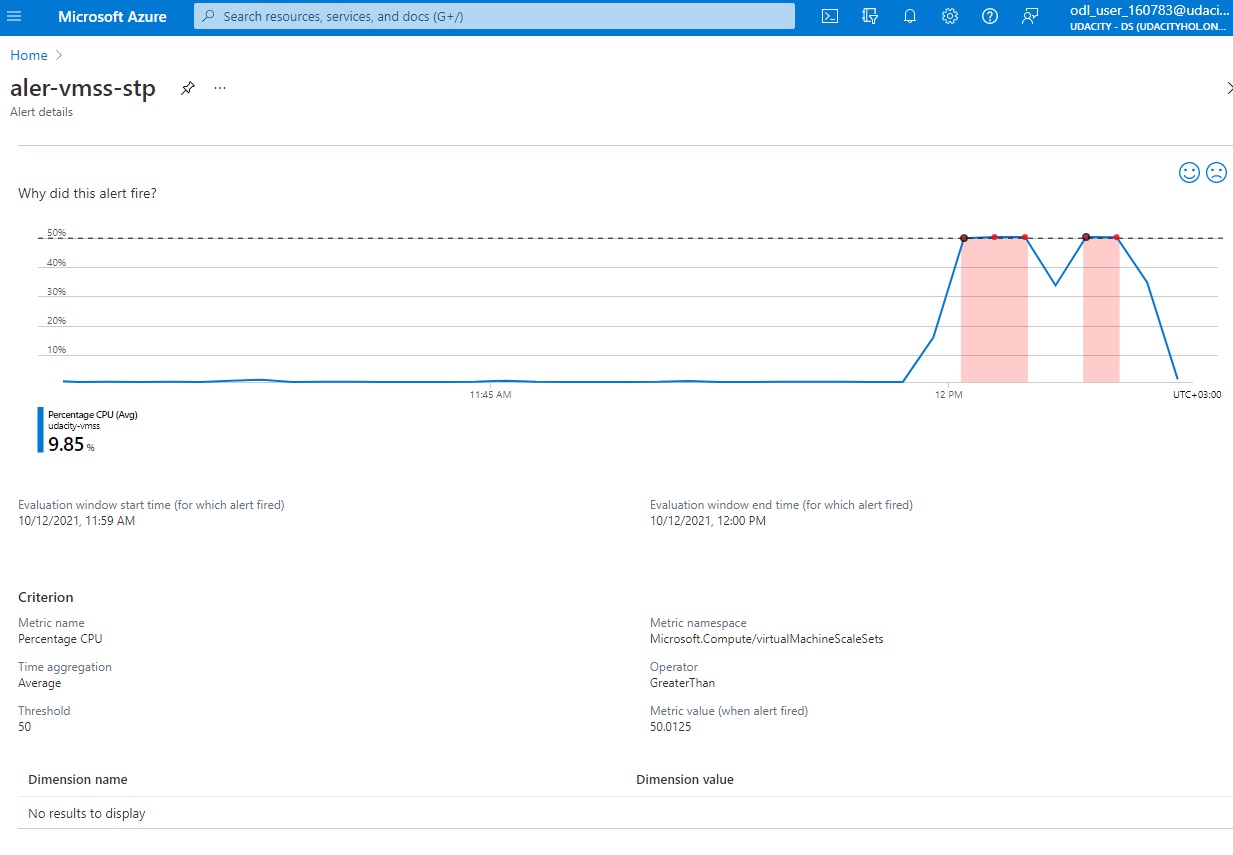 Microsoft Azure
Search resources, services, and docs (G+/)
odl_user_160783@udaci...
UDACITY - DS (UDACITYHOL.ON...
Home
aler-vmss-stp
...
Alert details
Why did this alert fire?
50%
40%
30%
20%
10%
11:45 AM
12 PM
UTC+03:00
Percentage CPU (Avg)
udacity-vmss
9.85 %
Evaluation window start time (for which alert fired)
10/12/2021, 11:59 AM
Evaluation window end time (for which alert fired)
10/12/2021, 12:00 PM
Criterion
Metric name
Percentage CPU
Metric namespace
Microsoft.Compute/virtualMachineScaleSets
Time aggregation
Average
Operator
GreaterThan
Threshold
50
Metric value (when alert fired)
50.0125
Dimension name
Dimension value
No results to display